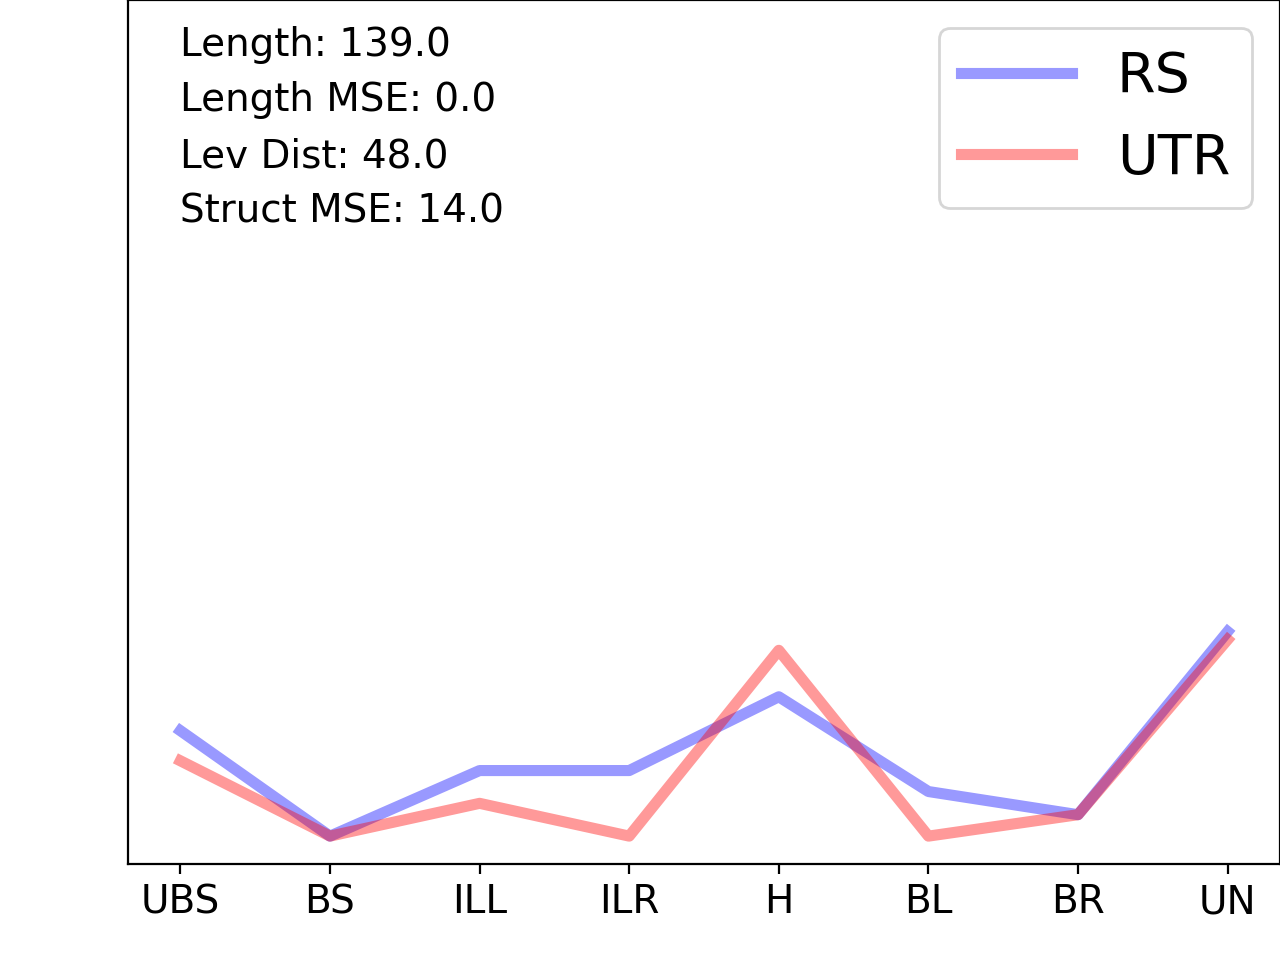 Length: 139.0
Length MSE: 0.0
Lev Dist: 48.0
Struct MSE: 14.0
RS
UTR
UBS BS ILL ILR H BL BR UN